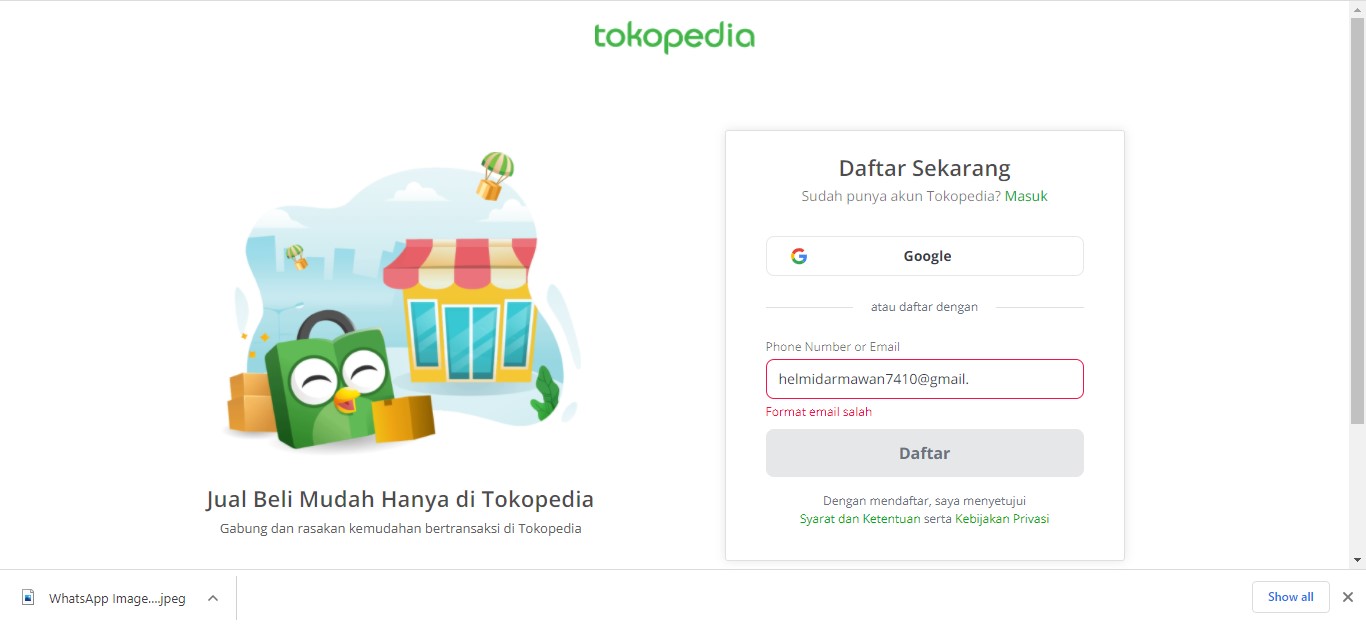 tokopedia
Daftar Sekarang
Sudah punya akun Tokopedia? Masuk
Google
atau daftar dengan
Phone Number or Email
helmidarmawan7410@gmail.
Format email salah
Daftar
Dengan mendaftar, saya menyetujui
Syarat dan Ketentuan serta Kebijakan Privasi
Jual Beli Mudah Hanya di Tokopedia
Gabung dan rasakan kemudahan bertransaksi di Tokopedia
WhatsApp Image....jpeg
Show all